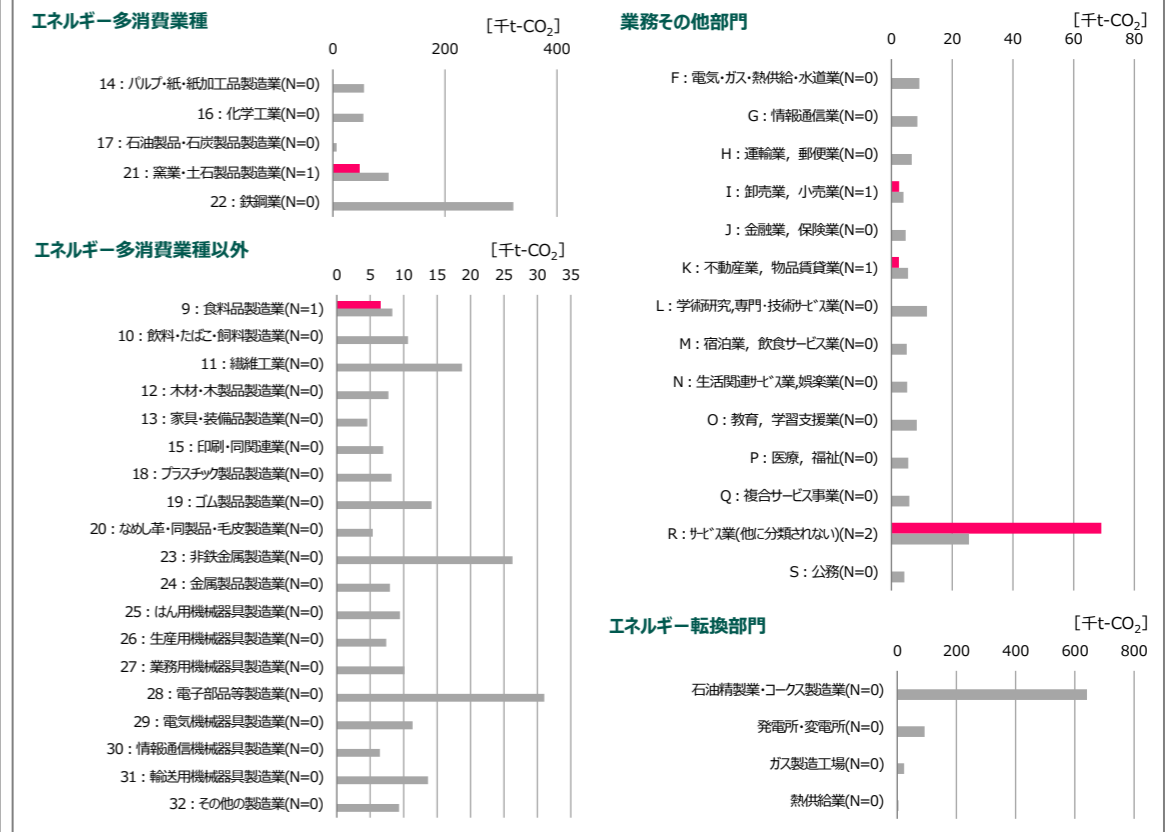 エネルギー多消費業種
[千t-CO₂]
0 200 400
14：パルプ・紙・紙加工品製造業(N=0)
16：化学工業(N=0)
17：石油製品・石炭製品製造業(N=0)
21：窯業・土石製品製造業(N=1)
22：鉄鋼業(N=0)
エネルギー多消費業種以外
[千t-CO₂]
0 5 10 15 20 25 30 35
9：食料品製造業(N=1)
10：飲料・たばこ・飼料製造業(N=0)
11：繊維工業(N=0)
12：木材・木製品製造業(N=0)
13：家具・装備品製造業(N=0)
15：印刷・同関連業(N=0)
18：プラスチック製品製造業(N=0)
19：ゴム製品製造業(N=0)
20：なめし革・同製品・毛皮製造業(N=0)
23：非鉄金属製造業(N=0)
24：金属製品製造業(N=0)
25：はん用機械器具製造業(N=0)
26：生産用機械器具製造業(N=0)
27：業務用機械器具製造業(N=0)
28：電子部品等製造業(N=0)
29：電気機械器具製造業(N=0)
30：情報通信機械器具製造業(N=0)
31：輸送用機械器具製造業(N=0)
32：その他の製造業(N=0)
業務その他部門
[千t-CO₂]
0 20 40 60 80
F：電気・ガス・熱供給・水道業(N=0)
G：情報通信業(N=0)
H：運輸業，郵便業(N=0)
I：卸売業，小売業(N=1)
J：金融業，保険業(N=0)
K：不動産業，物品賃貸業(N=1)
L：学術研究,専門・技術ｻｰﾋﾞｽ業(N=0)
M：宿泊業，飲食サービス業(N=0)
N：生活関連ｻｰﾋﾞｽ業,娯楽業(N=0)
O：教育，学習支援業(N=0)
P：医療，福祉(N=0)
Q：複合サービス事業(N=0)
R：ｻｰﾋﾞｽ業(他に分類されない)(N=2)
S：公務(N=0)
エネルギー転換部門
[千t-CO₂]
0 200 400 600 800
石油精製業・コークス製造業(N=0)
発電所・変電所(N=0)
ガス製造工場(N=0)
熱供給業(N=0)